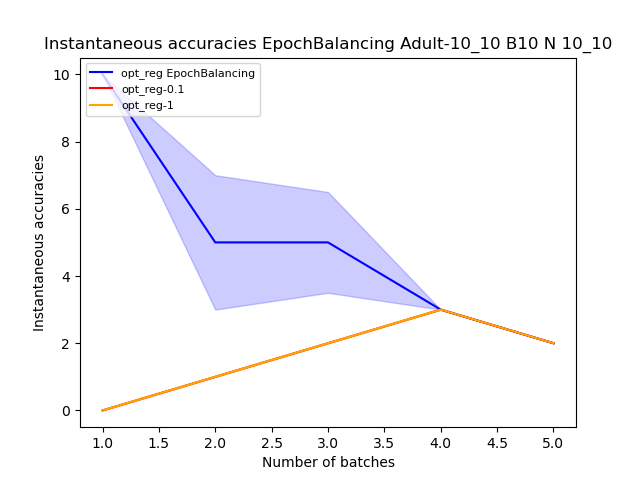 Instantaneous accuracies EpochBalancing Adult-10_10 B10 N 10_10
opt_reg EpochBalancing
opt_reg-0.1
opt_reg-1
Instantaneous accuracies
10
8
6
4
2
0
1.0 1.5 2.0 2.5 3.0 3.5 4.0 4.5 5.0
Number of batches